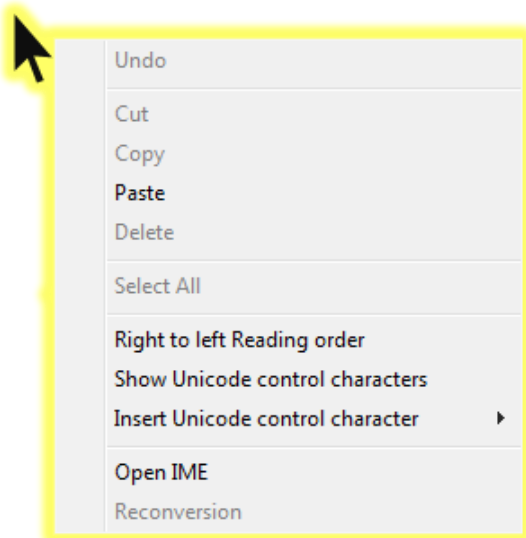 Undo
Cut
Copy
Paste
Delete
Select All
Right to left Reading order
Show Unicode control characters
Insert Unicode control character
Open IME
Reconversion